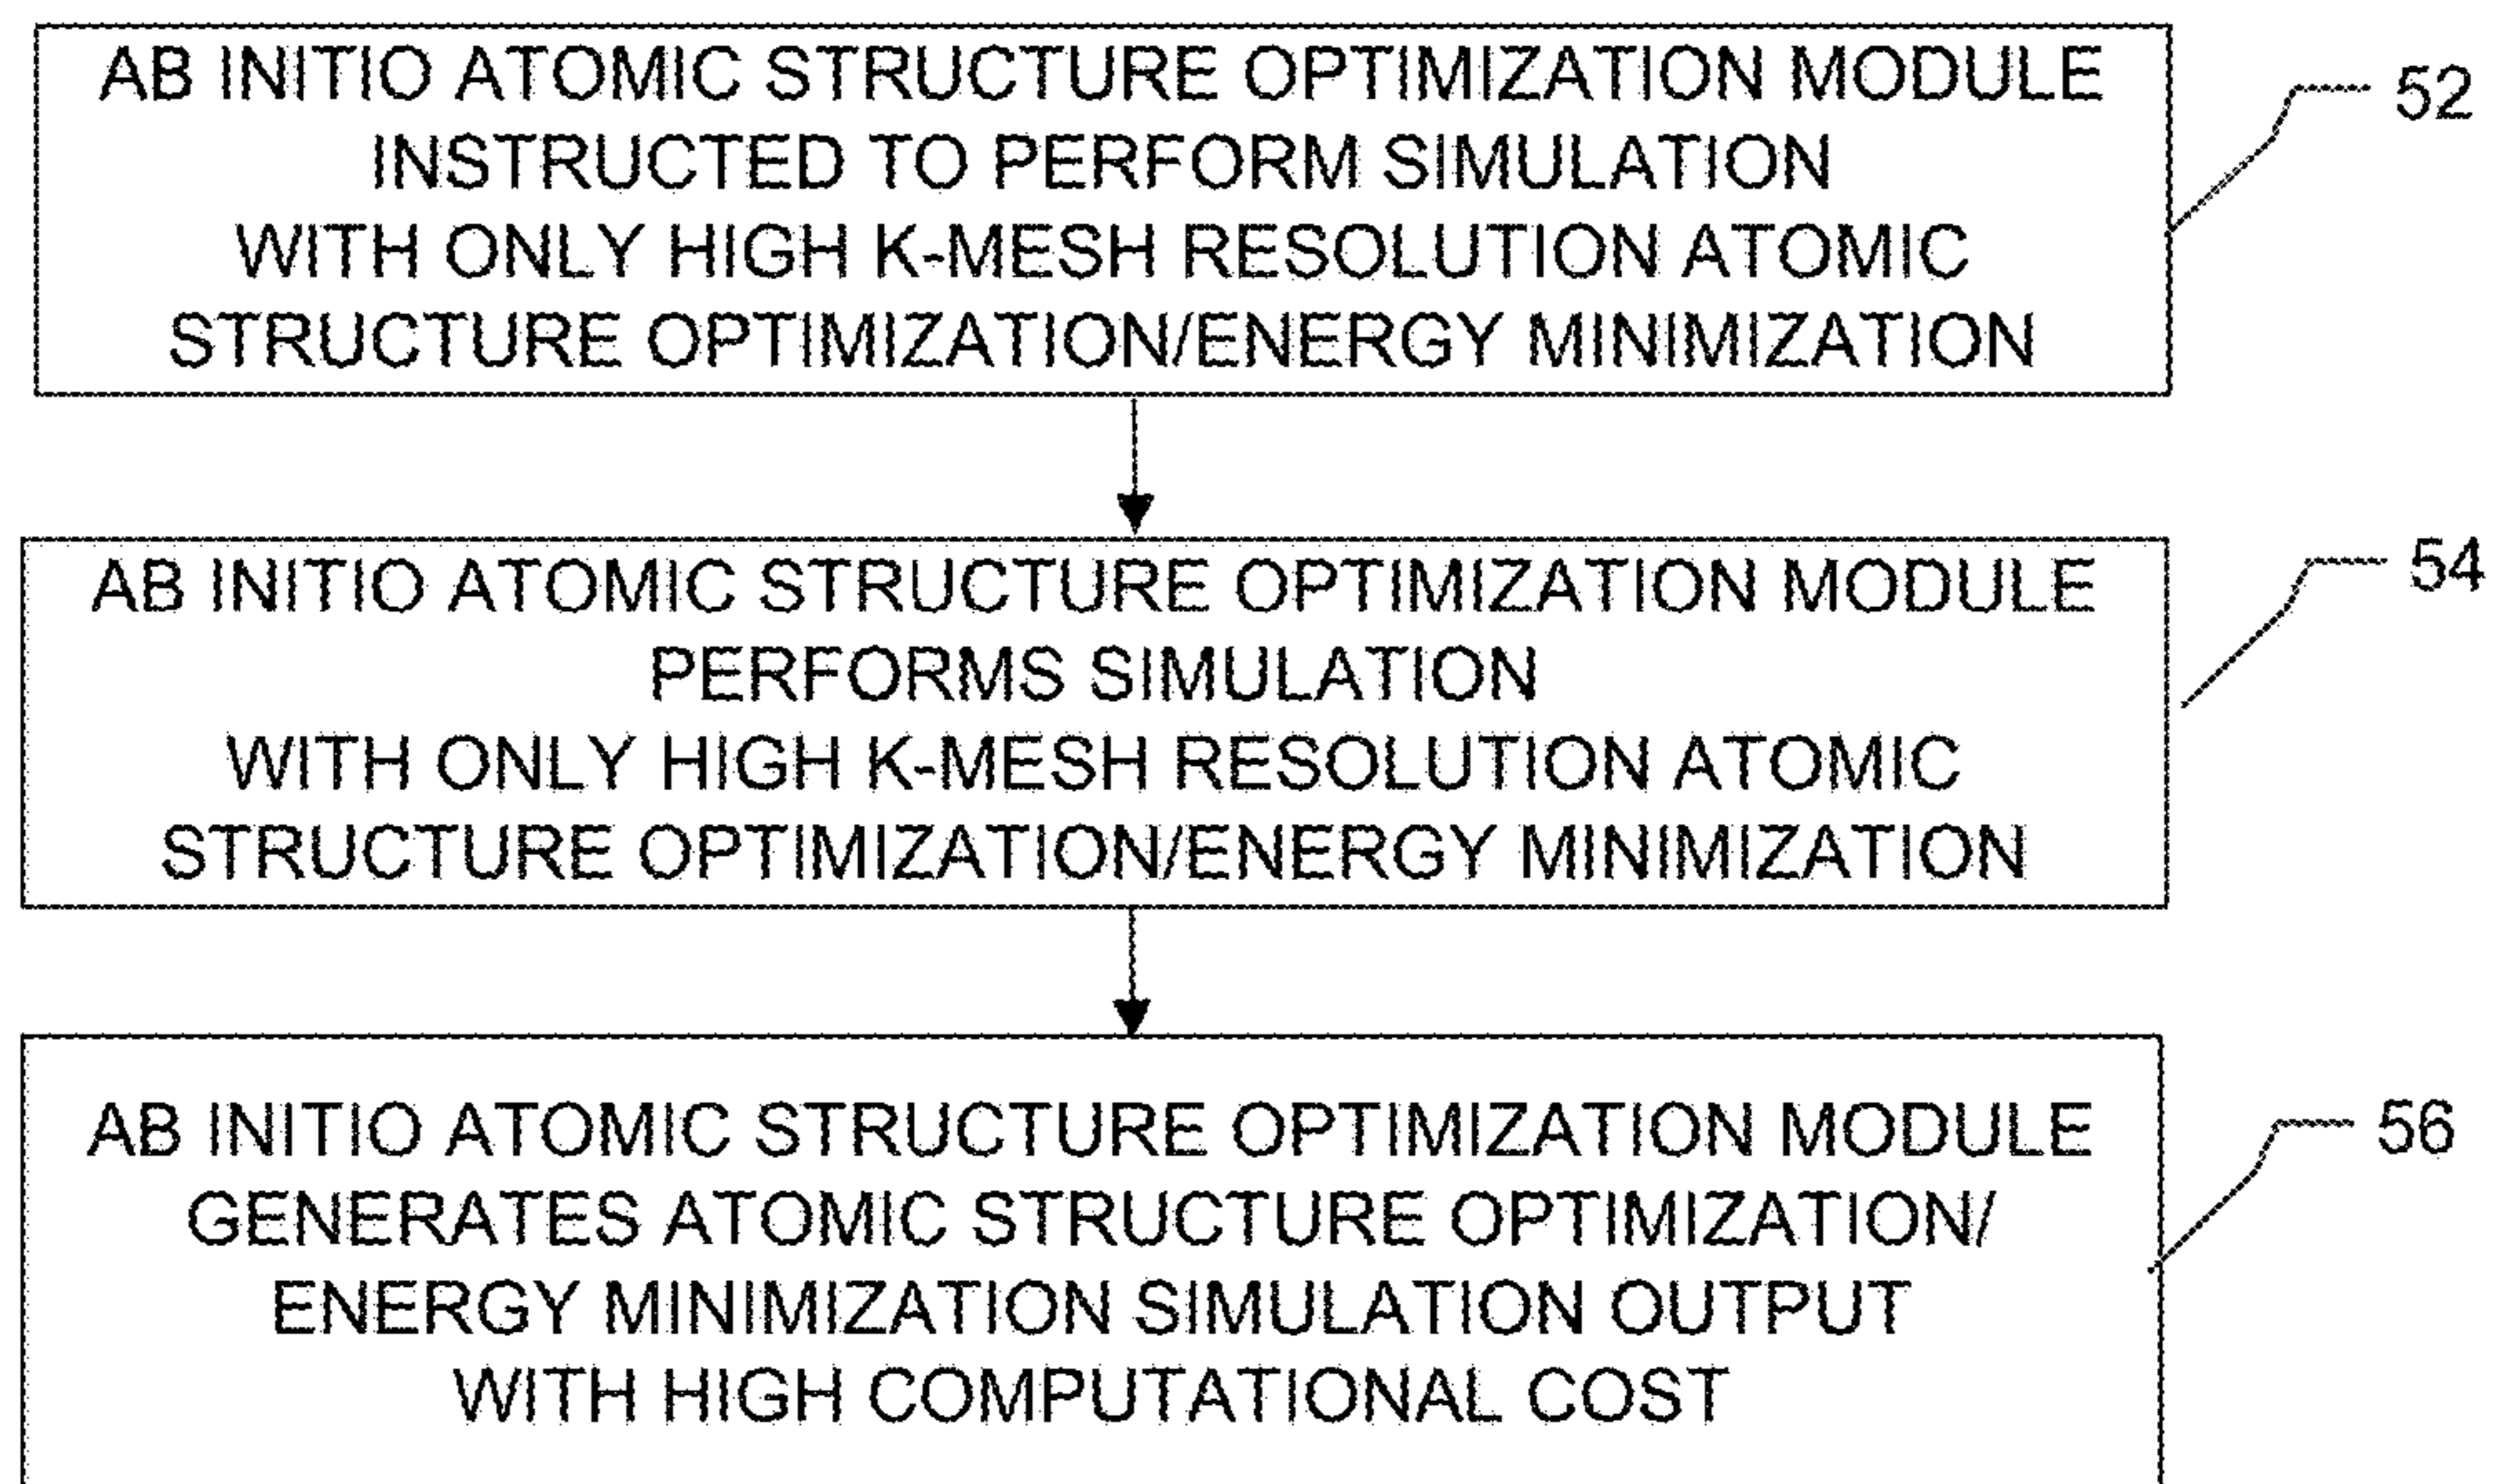 AB INITIO ATOMIC STRUCTURE OPTIMIZATION MODULE
INSTRUCTED TO PERFORM SIMULATION
WITH ONLY HIGH K-MESH RESOLUTION ATOMIC
STRUCTURE OPTIMIZATION/ENERGY MINIMIZATION
52
AB INITIO ATOMIC STRUCTURE OPTIMIZATION MODULE
PERFORMS SIMULATION
WITH ONLY HIGH K-MESH RESOLUTION ATOMIC
STRUCTURE OPTIMIZATION/ENERGY MINIMIZATION
54
AB INITIO ATOMIC STRUCTURE OPTIMIZATION MODULE
GENERATES ATOMIC STRUCTURE OPTIMIZATION/
ENERGY MINIMIZATION SIMULATION OUTPUT
WITH HIGH COMPUTATIONAL COST
56